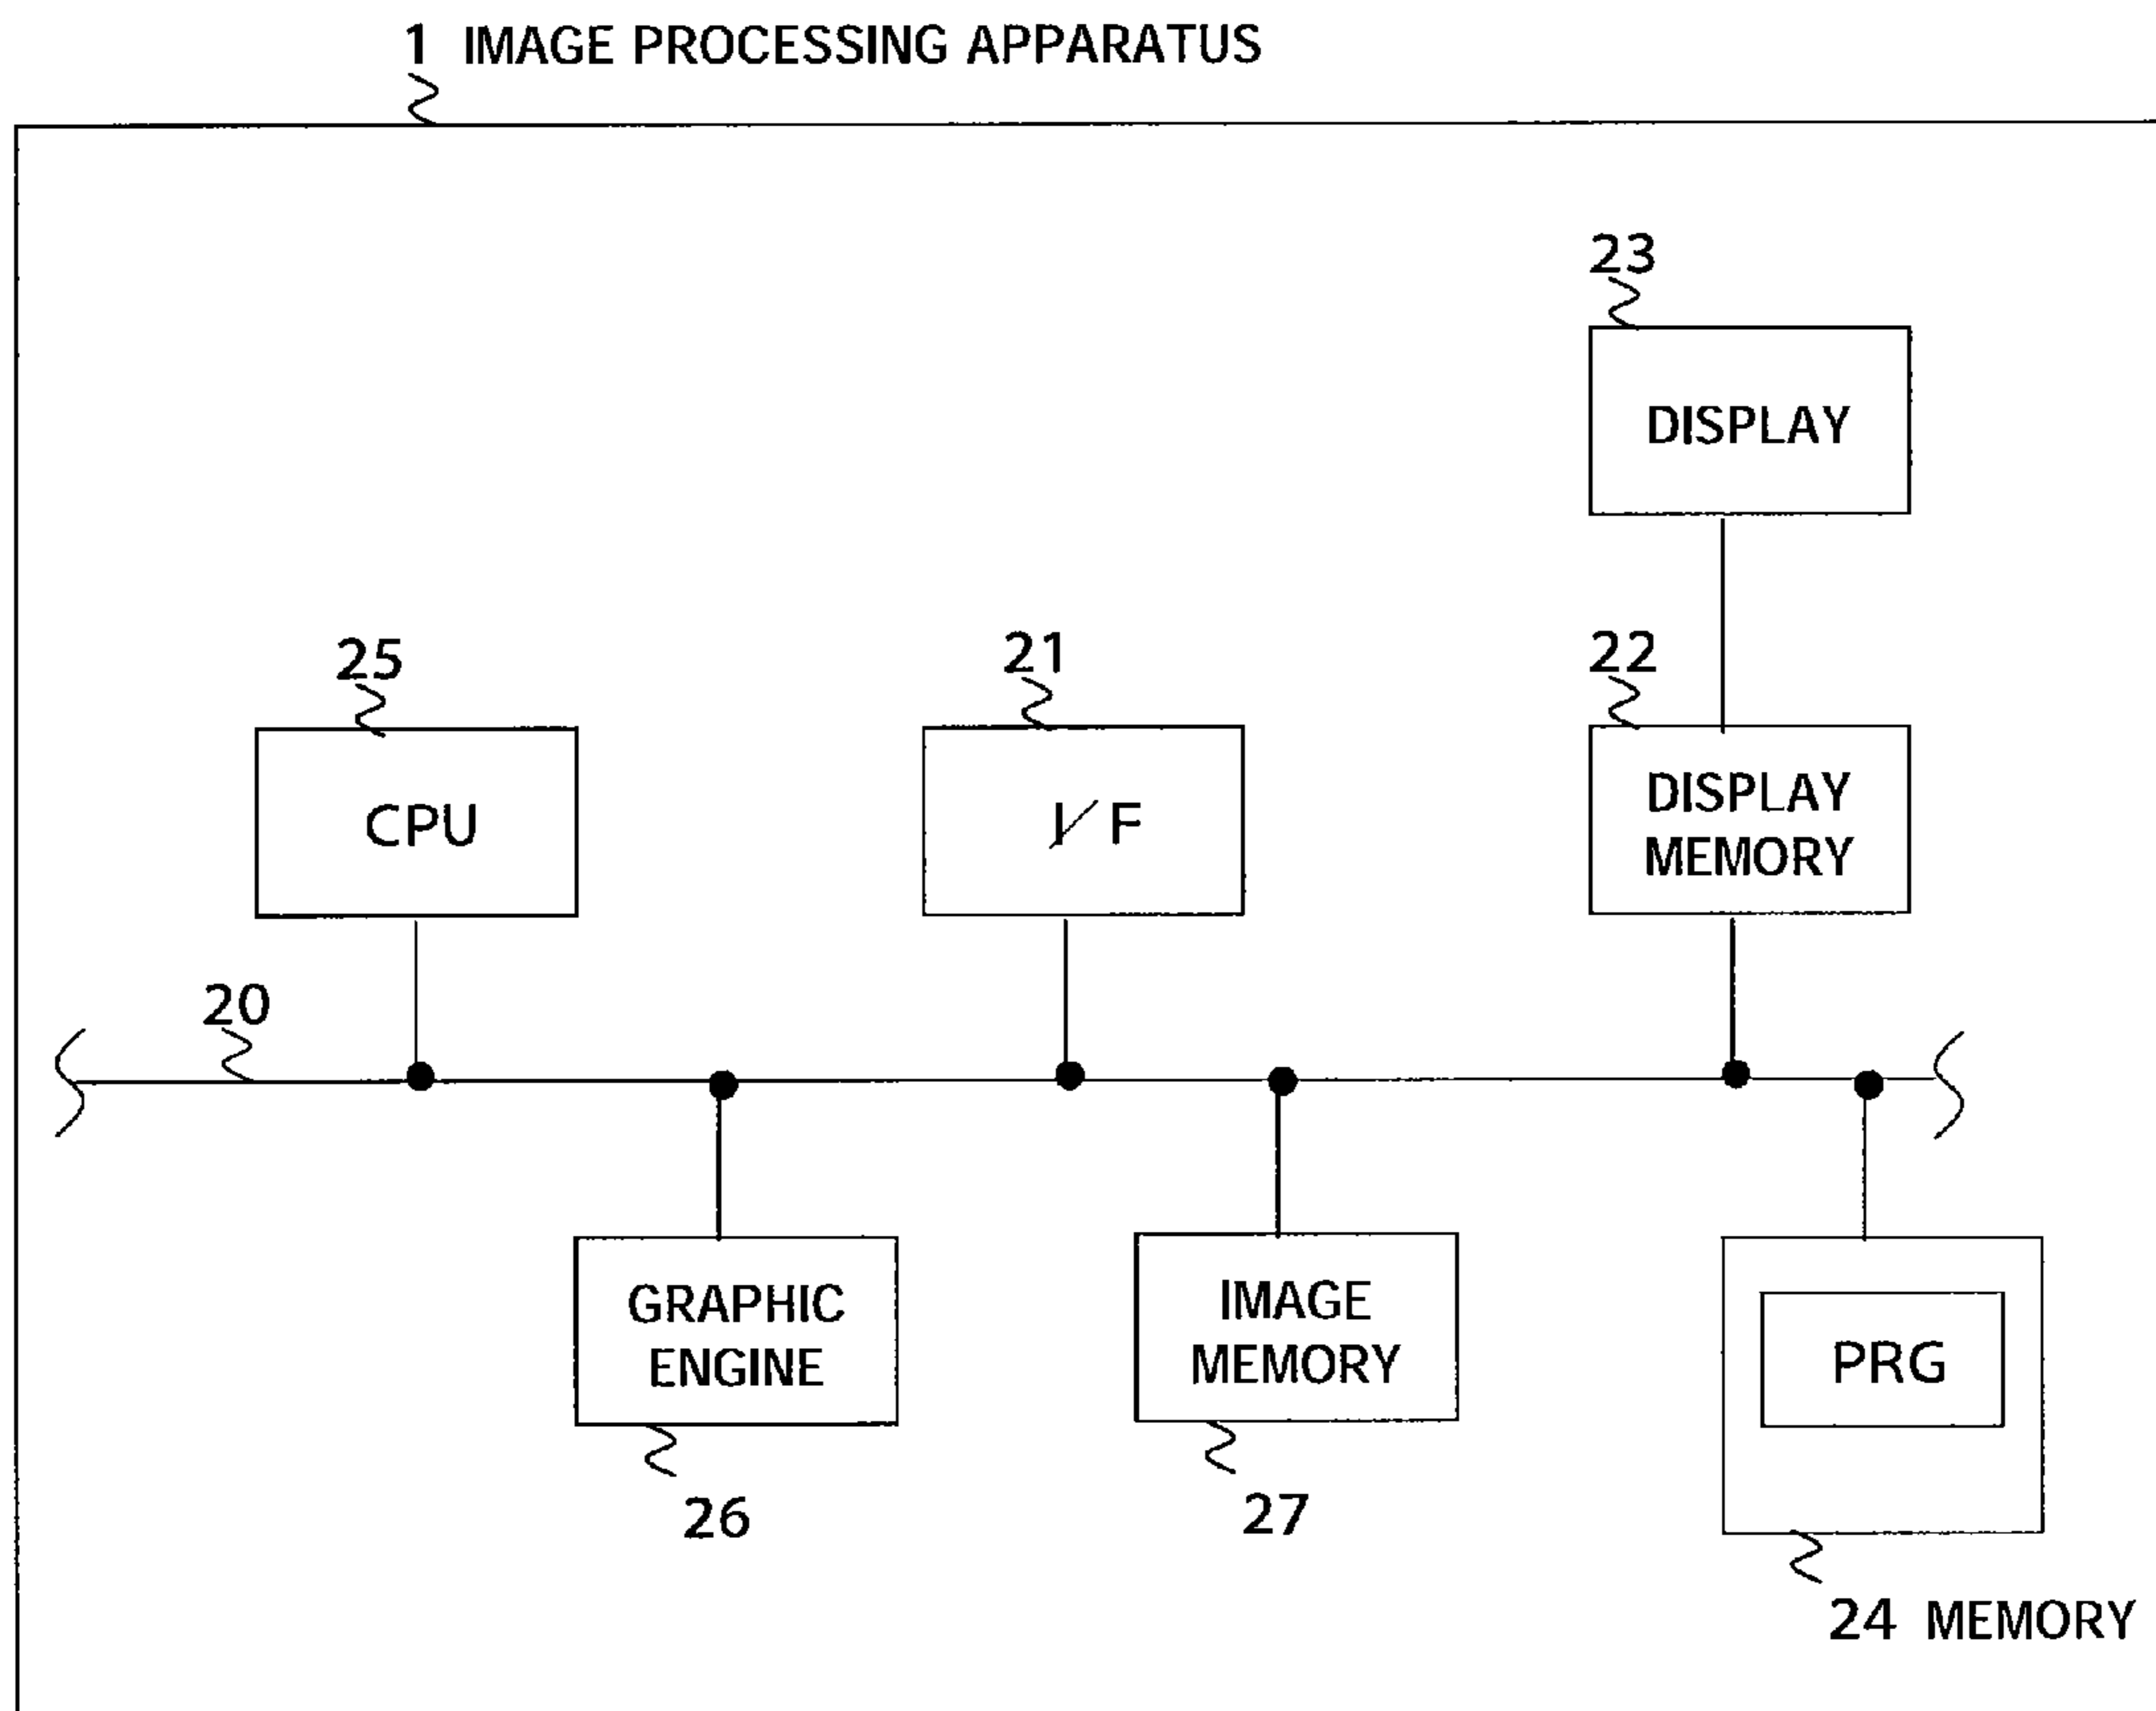 1 IMAGE PROCESSING APPARATUS
23
DISPLAY
25
21
22
CPU
I/F
DISPLAY
MEMORY
20
GRAPHIC
ENGINE
IMAGE
MEMORY
PRG
26
27
24 MEMORY